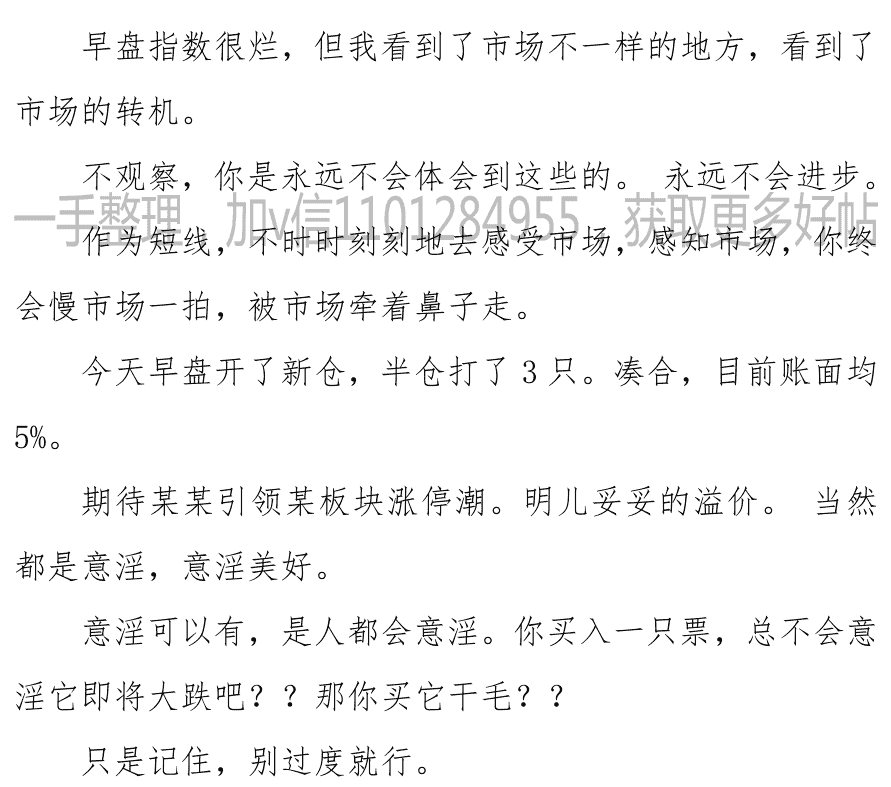 早盘指数很烂，但我看到了市场不一样的地方，看到了
市场的转机。
不观察，你是永远不会体会到这些的。 永远不会进步。
一手整理 加v信1101284955 获取更多好帖
作为短线，不时时刻刻地去感受市场，感知市场，你终
会慢市场一拍，被市场牵着鼻子走。
今天早盘开了新仓，半仓打了 3 只。凑合，目前账面均
5%。
期待某某引领某板块涨停潮。明儿妥妥的溢价。 当然
都是意淫，意淫美好。
意淫可以有，是人都会意淫。你买入一只票，总不会意
淫它即将大跌吧？？那你买它干毛？？
只是记住，别过度就行。